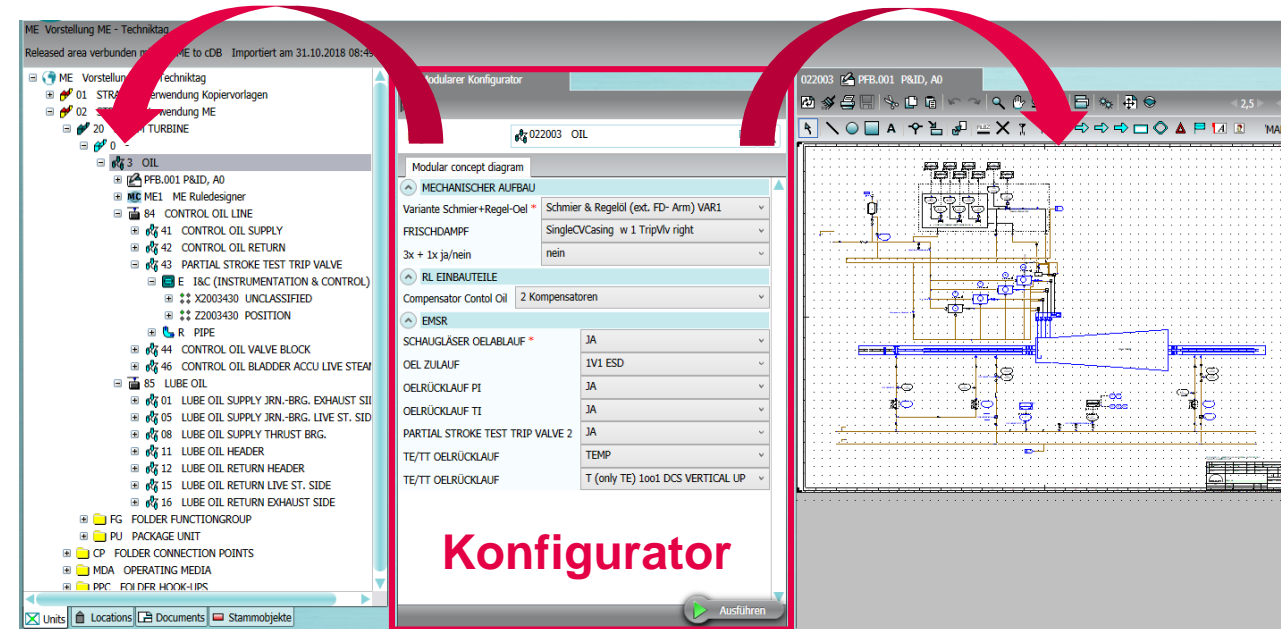 ME Vorstellung ME - Techniktag
Released area verbunden ME to cDB Importiert am 31.10.2018 08:49
ME Vorstellung Techniktag
01 STRA erwendung Kopiervorlagen
02 ST wendung ME
20 TURBINE
0 -
3 OIL
PFB.001 P&ID, A0
MC ME1 ME Ruledesigner
84 CONTROL OIL LINE
41 CONTROL OIL SUPPLY
42 CONTROL OIL RETURN
43 PARTIAL STROKE TEST TRIP VALVE
E I&C (INSTRUMENTATION & CONTROL)
X2003430 UNCLASSIFIED
Z2003430 POSITION
R PIPE
44 CONTROL OIL VALVE BLOCK
46 CONTROL OIL BLADDER ACCU LIVE STEA
85 LUBE OIL
01 LUBE OIL SUPPLY JRN.-BRG. EXHAUST SI
05 LUBE OIL SUPPLY JRN.-BRG. LIVE ST. SID
08 LUBE OIL SUPPLY THRUST BRG.
11 LUBE OIL HEADER
12 LUBE OIL RETURN HEADER
15 LUBE OIL RETURN LIVE ST. SIDE
16 LUBE OIL RETURN EXHAUST SIDE
FG FOLDER FUNCTIONGROUP
PU PACKAGE UNIT
CP FOLDER CONNECTION POINTS
MDA OPERATING MEDIA
PPC FOLDER HOOK-UPS
Units Locations Documents Stammobjekte
Modularer Konfigurator
022003 OIL
Modular concept diagram
MECHANISCHER AUFBAU
Variante Schmier+Regel-Oel * Schmier & Regelöl (ext. FD- Arm) VAR1
FRISCHDAMPF SingleCVCasing w 1 TripVlv right
3x + 1x ja/nein nein
RL EINBAUTEILE
Compensator Contol Oil 2 Kompensatoren
EMSR
SCHAUGLÄSER OELABLAUF * JA
OEL ZULAUF 1V1 ESD
OELRÜCKLAUF PI JA
OELRÜCKLAUF TI JA
PARTIAL STROKE TEST TRIP VALVE 2 JA
TE/TT OELRÜCKLAUF TEMP
TE/TT OELRÜCKLAUF T (only TE) 1oo1 DCS VERTICAL UP
Konfigurator
Ausführen
022003 PFB.001 P&ID, A0
2,5
A